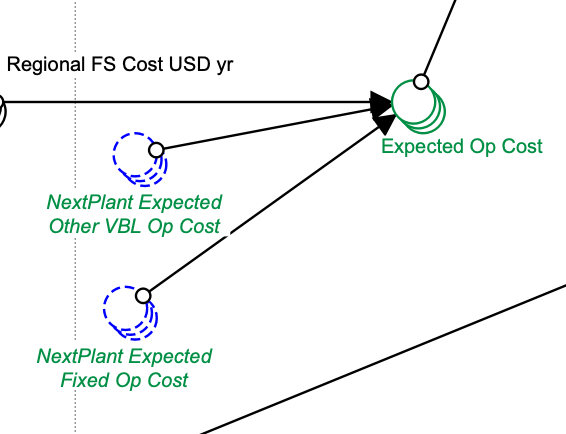 Regional FS Cost USD yr
Expected Op Cost
NextPlant Expected
Other VBL Op Cost
NextPlant Expected
Fixed Op Cost